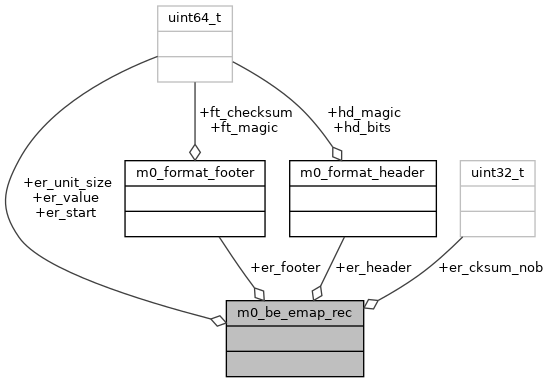 uint64_t
+ft_checksum
+ft_magic
+hd_magic
+hd_bits
m0_format_footer
m0_format_header
uint32_t
+er_unit_size
+er_value
+er_start
+er_footer
+er_header
+er_cksum_nob
m0_be_emap_rec